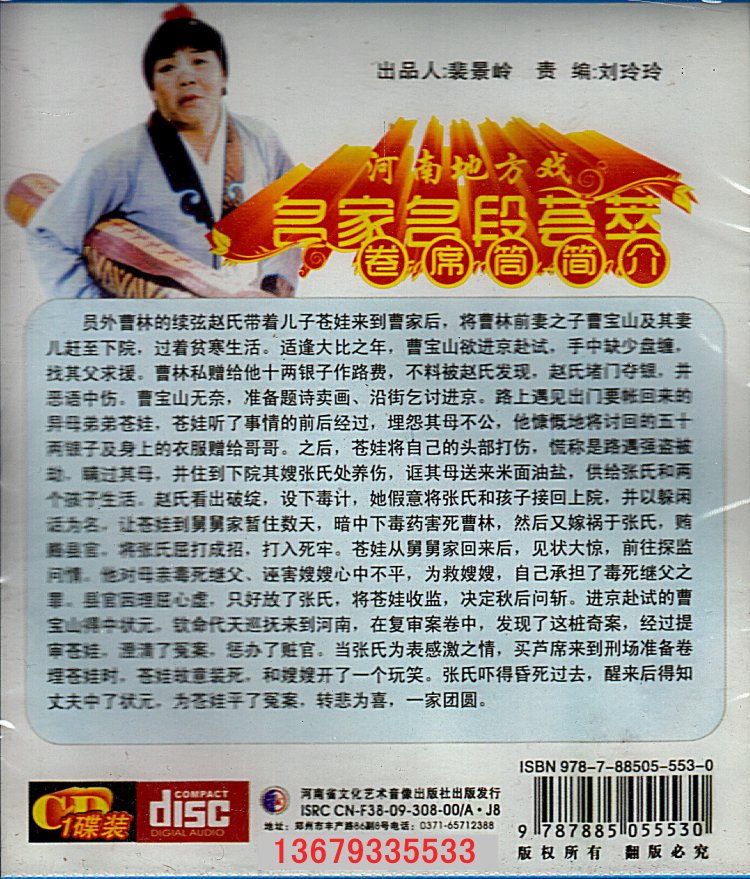 出品人:裴景岭 责 编:刘玲玲
河南地方戏
名家名段荟萃
卷席筒简介
员外曹林的续弦赵氏带着儿子苍娃来到曹家后，将曹林前妻之子曹宝山及其妻
儿赶至下院，过着贫寒生活。适逢大比之年，曹宝山欲进京赴试，手中缺少盘缠，
找其父求援。曹林私赠给他十两银子作路费，不料被赵氏发现，赵氏堵门夺银，并
恶语中伤。曹宝山无奈，准备题诗卖画、沿街乞讨进京。路上遇见出门要帐回来的
异母弟弟苍娃，苍娃听了事情的前后经过，埋怨其母不公，他慷慨地将讨回的五十
两银子及身上的衣服赠给哥哥。之后，苍娃将自己的头部打伤，慌称是路遇强盗被
劫，瞒过其母，并住到下院其嫂张氏处养伤，诓其母送来米面油盐，供给张氏和两
个孩子生活。赵氏看出破绽，设下毒计，她假意将张氏和孩子接回上院，并以躲闲
话为名，让苍娃到舅舅家暂住数天，暗中下毒药害死曹林，然后又嫁祸于张氏，贿
赂县官，将张氏屈打成招，打入死牢。苍娃从舅舅家回来后，见状大惊，前往探监
问情。他对母亲毒死继父、诬害嫂嫂心中不平，为救嫂嫂，自己承担了毒死继父之
罪。县官因理屈心虚，只好放了张氏，将苍娃收监，决定秋后问斩。进京赴试的曹
宝山得中状元，钦命代天巡抚来到河南，在复审案卷中，发现了这桩奇案，经过提
审苍娃，澄清了冤案，惩办了赃官。当张氏为表感激之情，买芦席来到刑场准备卷
埋苍娃时，苍娃故意装死，和嫂嫂开了一个玩笑。张氏吓得昏死过去，醒来后得知
丈夫中了状元，为苍娃平了冤案，转悲为喜，一家团圆。
CD
1碟装
COMPACT
disc
DIGIAL AUDIO
河南省文化艺术音像出版社出版发行
ISRC CN-F38-09-308-00/A·J8
地址：郑州市丰产路86副8号电话：0371-65712388
13679335533
ISBN 978-7-88505-553-0
9 787885 055530
版权所有 翻版必究